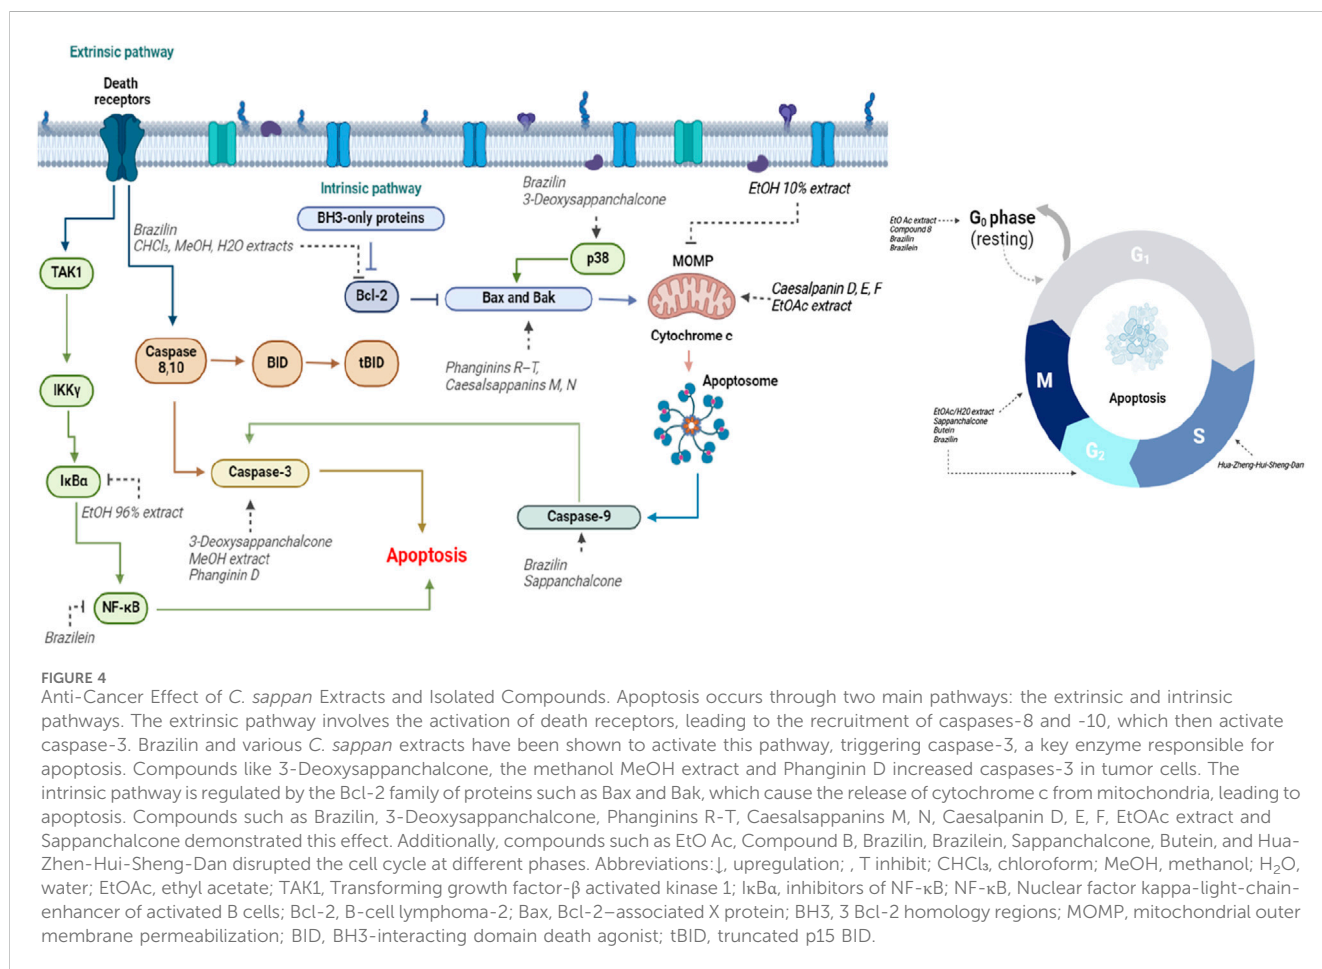 Extrinsic pathway
Death
receptors
Intrinsic pathway
BH3-only proteins
Brazilin
CHCl₃, MeOH, H2O extracts
Brazilin
3-Deoxysappanchalcone
EtOH 10% extract
TAK1
Bcl-2
Bax and Bak
p38
MOMP
Caesalpanin D, E, F
EtOAc extract
Cytochrome c
Caspase
8,10
BID
tBID
Phanginins R–T,
Caesalsappanins M, N
Apoptosome
IKKγ
IκBα
EtOH 96% extract
Caspase-3
3-Deoxysappanchalcone
MeOH extract
Phanginin D
Apoptosis
Caspase-9
Brazilin
Sappanchalcone
NF-κB
Brazilein
EtO Ac extract
Compound B
Brazilin
Brazilein
G₀ phase
(resting)
G₁
M
Apoptosis
S
G₂
EtOAc/H20 extract
Sappanchalcone
Butein
Brazilin
Hua-Zheng-Hui-Sheng-Dan
FIGURE 4
Anti-Cancer Effect of C. sappan Extracts and Isolated Compounds. Apoptosis occurs through two main pathways: the extrinsic and intrinsic
pathways. The extrinsic pathway involves the activation of death receptors, leading to the recruitment of caspases-8 and -10, which then activate
caspase-3. Brazilin and various C. sappan extracts have been shown to activate this pathway, triggering caspase-3, a key enzyme responsible for
apoptosis. Compounds like 3-Deoxysappanchalcone, the methanol MeOH extract and Phanginin D increased caspases-3 in tumor cells. The
intrinsic pathway is regulated by the Bcl-2 family of proteins such as Bax and Bak, which cause the release of cytochrome c from mitochondria, leading to
apoptosis. Compounds such as Brazilin, 3-Deoxysappanchalcone, Phanginins R-T, Caesalsappanins M, N, Caesalpanin D, E, F, EtOAc extract and
Sappanchalcone demonstrated this effect. Additionally, compounds such as EtO Ac, Compound B, Brazilin, Brazilein, Sappanchalcone, Butein, and Hua-
Zhen-Hui-Sheng-Dan disrupted the cell cycle at different phases. Abbreviations:↓, upregulation; , T inhibit; CHCl₃, chloroform; MeOH, methanol; H₂O,
water; EtOAc, ethyl acetate; TAK1, Transforming growth factor-β activated kinase 1; IκBα, inhibitors of NF-κB; NF-κB, Nuclear factor kappa-light-chain-
enhancer of activated B cells; Bcl-2, B-cell lymphoma-2; Bax, Bcl-2–associated X protein; BH3, 3 Bcl-2 homology regions; MOMP, mitochondrial outer
membrane permeabilization; BID, BH3-interacting domain death agonist; tBID, truncated p15 BID.